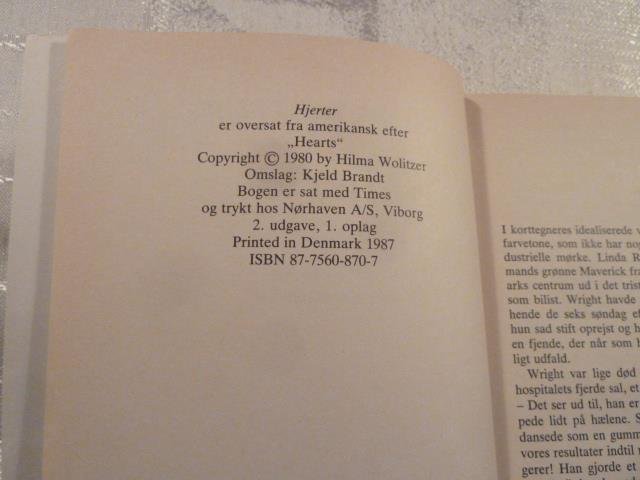 Hjerter
er oversat fra amerikansk efter
„Hearts“
Copyright © 1980 by Hilma Wolitzer
Omslag: Kjeld Brandt
Bogen er sat med Times
og trykt hos Nørhaven A/S, Viborg
2. udgave, 1. oplag
Printed in Denmark 1987
ISBN 87-7560-870-7
I korttegneres idealiserede
farvetone, som ikke har
dustrielle mørke. Linda
mands grønne Maverick
arks centrum ud i det
som bilist. Wright havde
hende de seks søndag
hun sad stift oprejst og
en fjende, der når som
ligt udfald.
Wright var lige død
hospitalets fjerde sal,
– Det ser ud til, han er
pede lidt på hælene.
dansede som en
vores resultater indtil
gerer! Han gjorde et